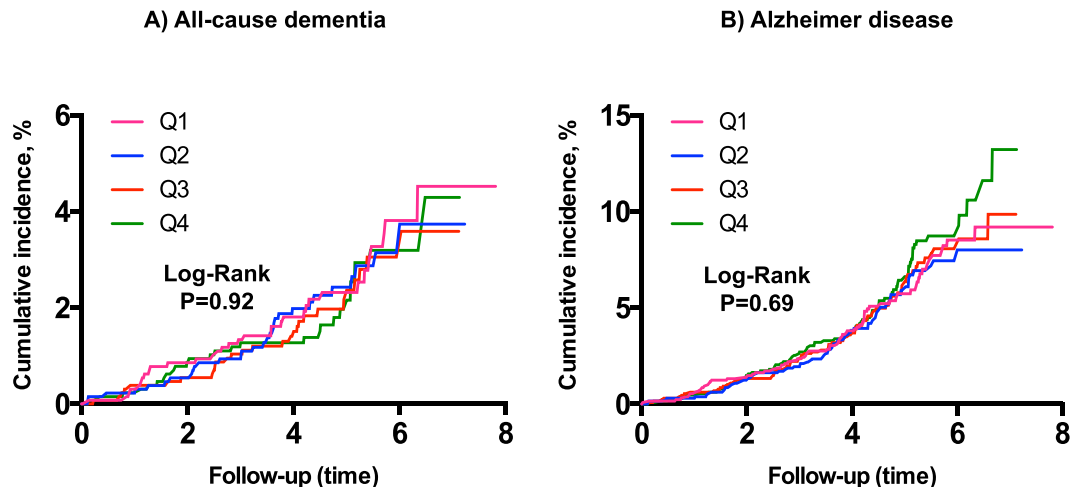 A) All-cause dementia
Cumulative incidence, %
6
4
2
0
Q1
Q2
Q3
Q4
Log-Rank
P=0.92
0 2 4 6 8
Follow-up (time)
B) Alzheimer disease
Cumulative incidence, %
15
10
5
0
Q1
Q2
Q3
Q4
Log-Rank
P=0.69
0 2 4 6 8
Follow-up (time)